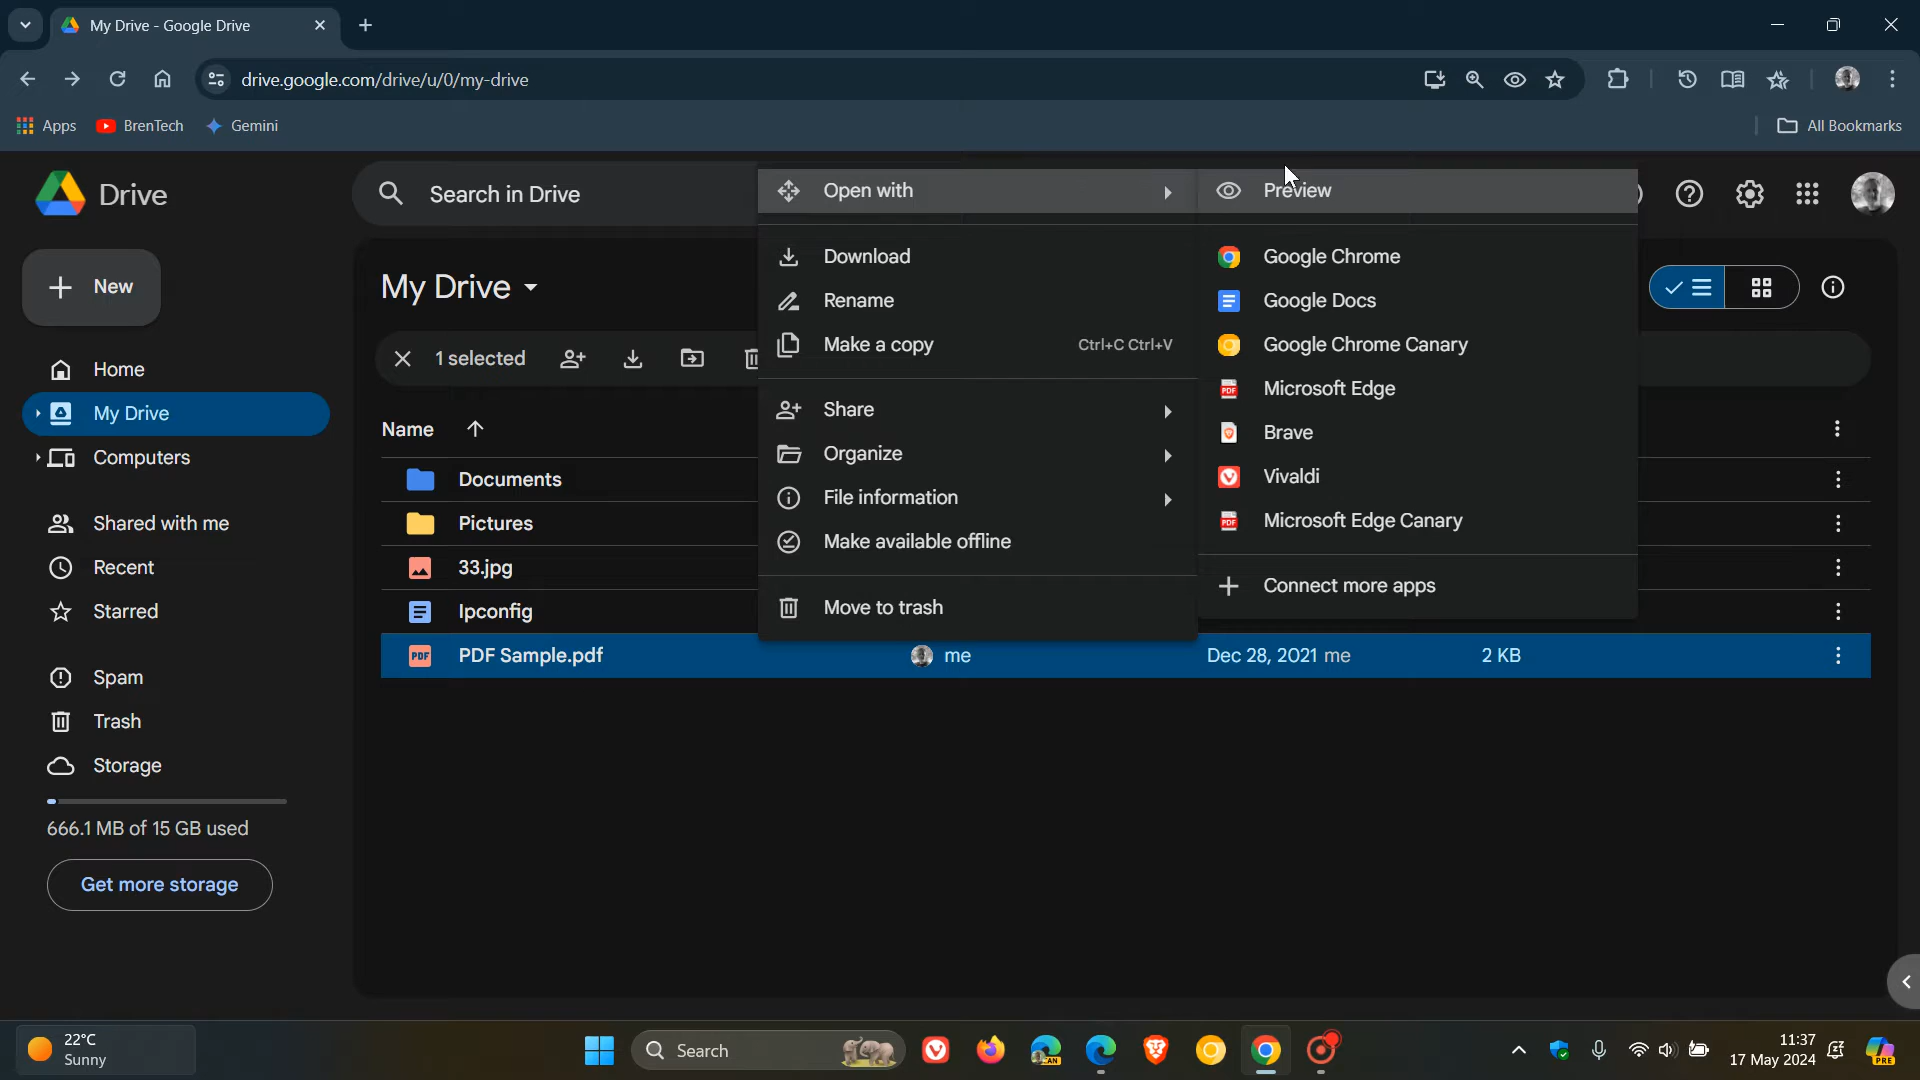 My Drive - Google Drive
drive.google.com/drive/u/0/my-drive
Apps BrenTech Gemini All Bookmarks
Drive
Search in Drive
Open with
Preview
New
My Drive
Download
Rename
Make a copy Ctrl+C Ctrl+V
Share
Organize
File information
Make available offline
Move to trash
Google Chrome
Google Docs
Google Chrome Canary
Microsoft Edge
Brave
Vivaldi
Microsoft Edge Canary
Connect more apps
1 selected
Home
My Drive
Computers
Shared with me
Recent
Starred
Spam
Trash
Storage
666.1 MB of 15 GB used
Get more storage
Name
Documents
Pictures
33.jpg
Ipconfig
PDF PDF Sample.pdf me Dec 28, 2021 me 2 KB
PDF
PDF
22°C
Sunny
Search
CAN
11:37
17 May 2024
PRE